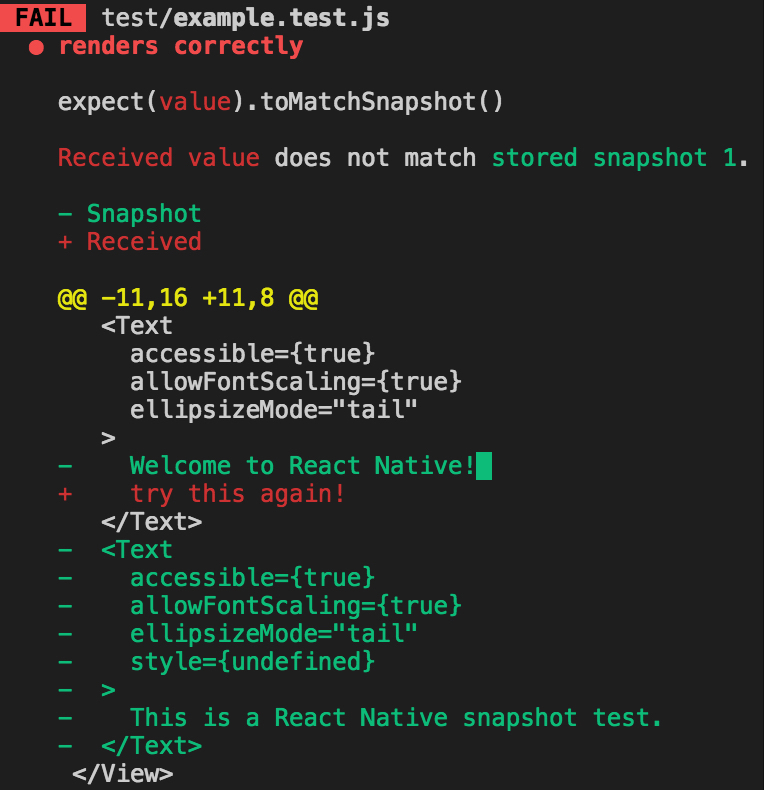 FAIL test/example.test.js
● renders correctly
expect(value).toMatchSnapshot()
Received value does not match stored snapshot 1.
- Snapshot
+ Received
@@ -11,16 +11,8 @@
<Text
accessible={true}
allowFontScaling={true}
ellipsizeMode="tail"
>
- Welcome to React Native!
+ try this again!
</Text>
- <Text
- accessible={true}
- allowFontScaling={true}
- ellipsizeMode="tail"
- style={undefined}
- >
- This is a React Native snapshot test.
- </Text>
</View>